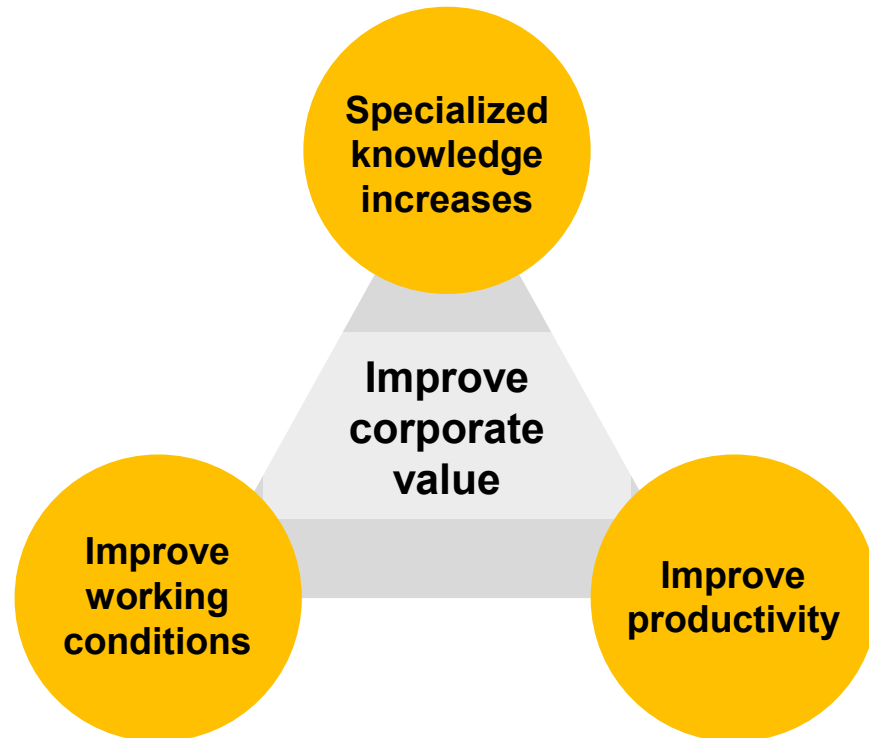 Specialized
knowledge
increases
Improve
corporate
value
Improve
working
conditions
Improve
productivity